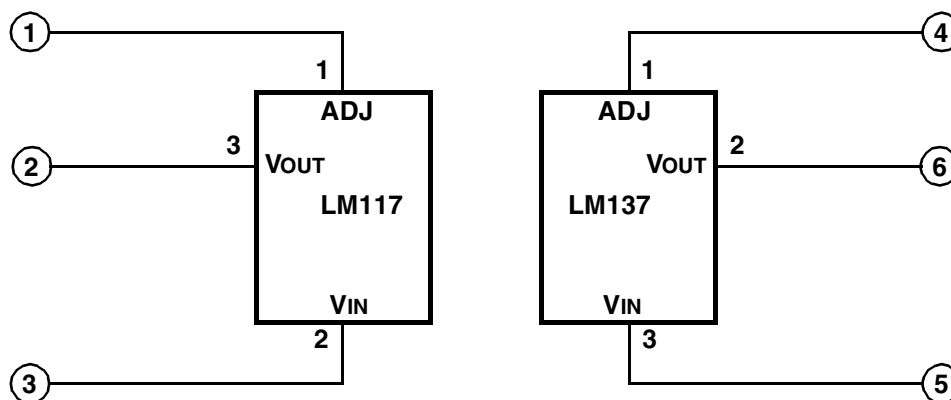 1 4
1 1
ADJ ADJ
3 2
2 VOUT VOUT 6
LM117 LM137
VIN VIN
2 3
3 5